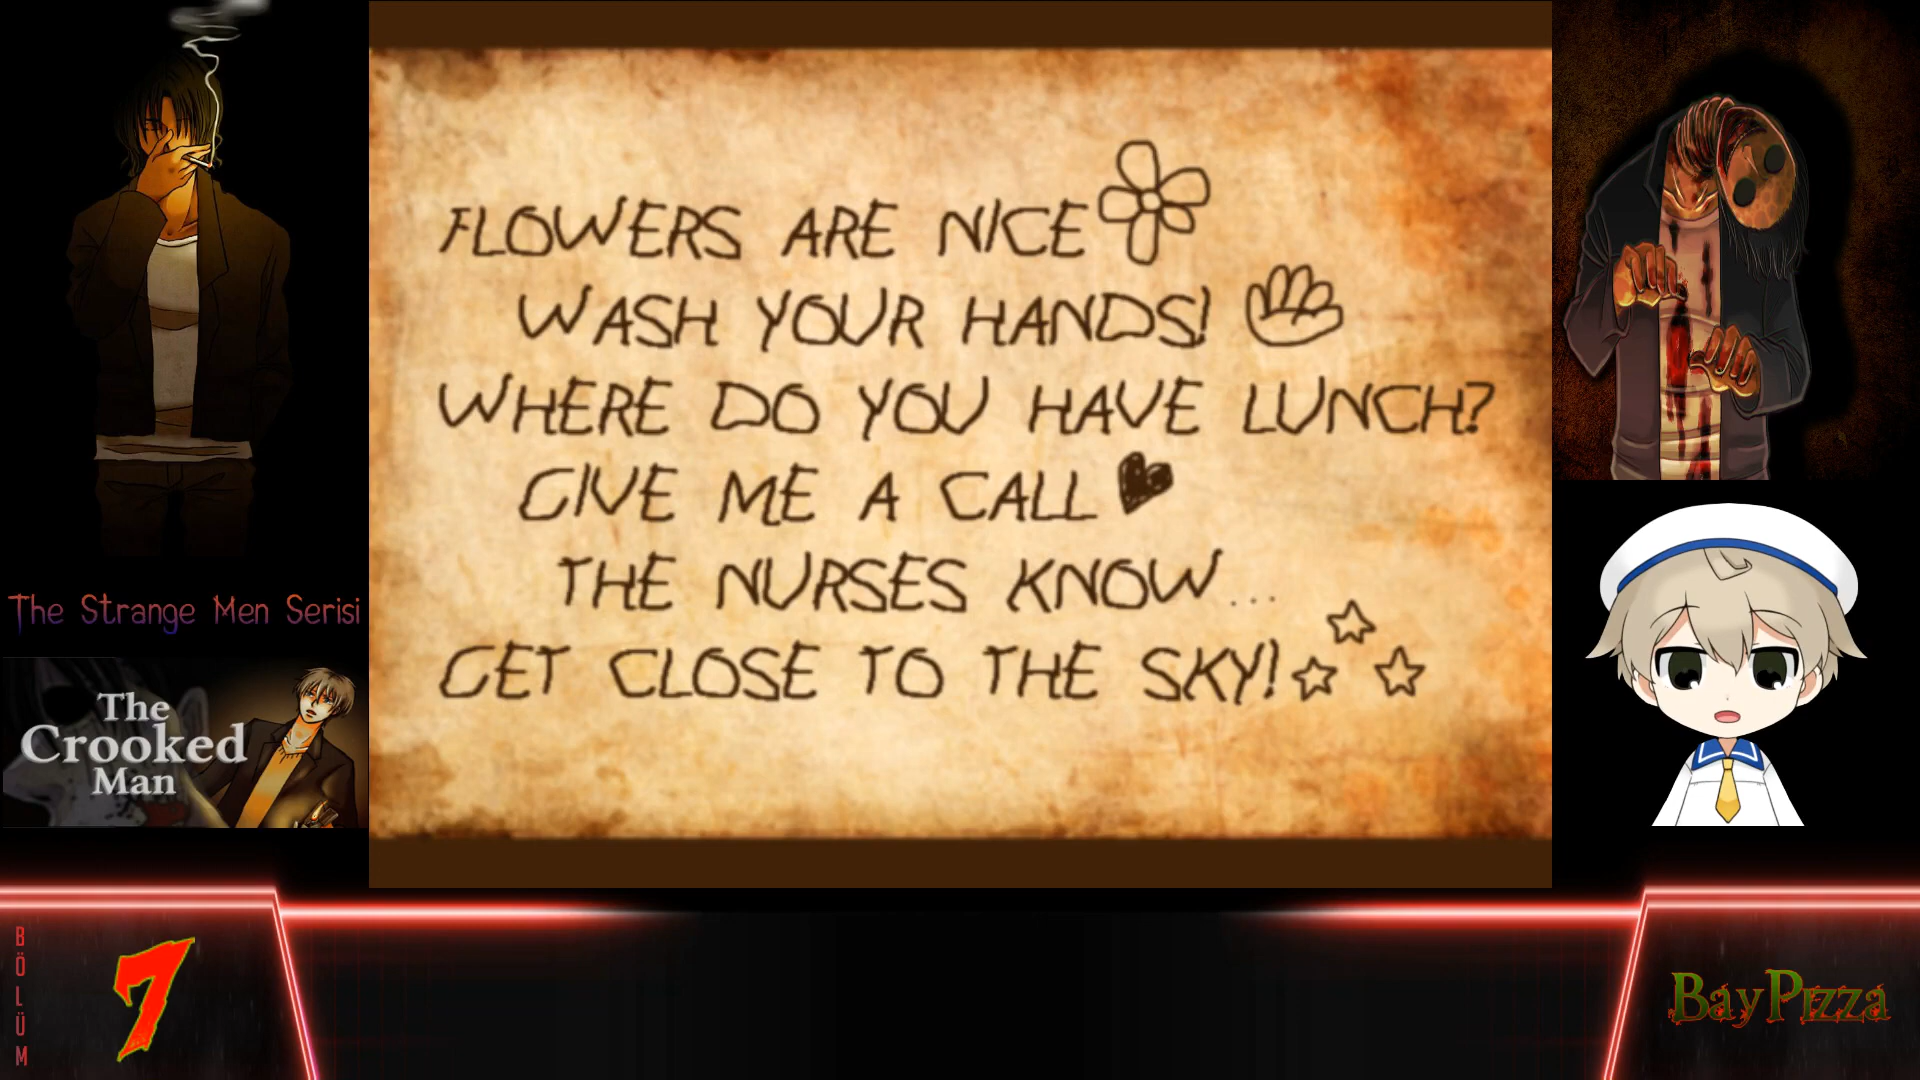 FLOWERS ARE NICE
WASH YOUR HANDS!
WHERE DO YOU HAVE LUNCH?
GIVE ME A CALL
THE NURSES KNOW...
GET CLOSE TO THE SKY!
The Strange Men Serisi
The
Crooked
Man
BÖLÜM
7
BayPizza